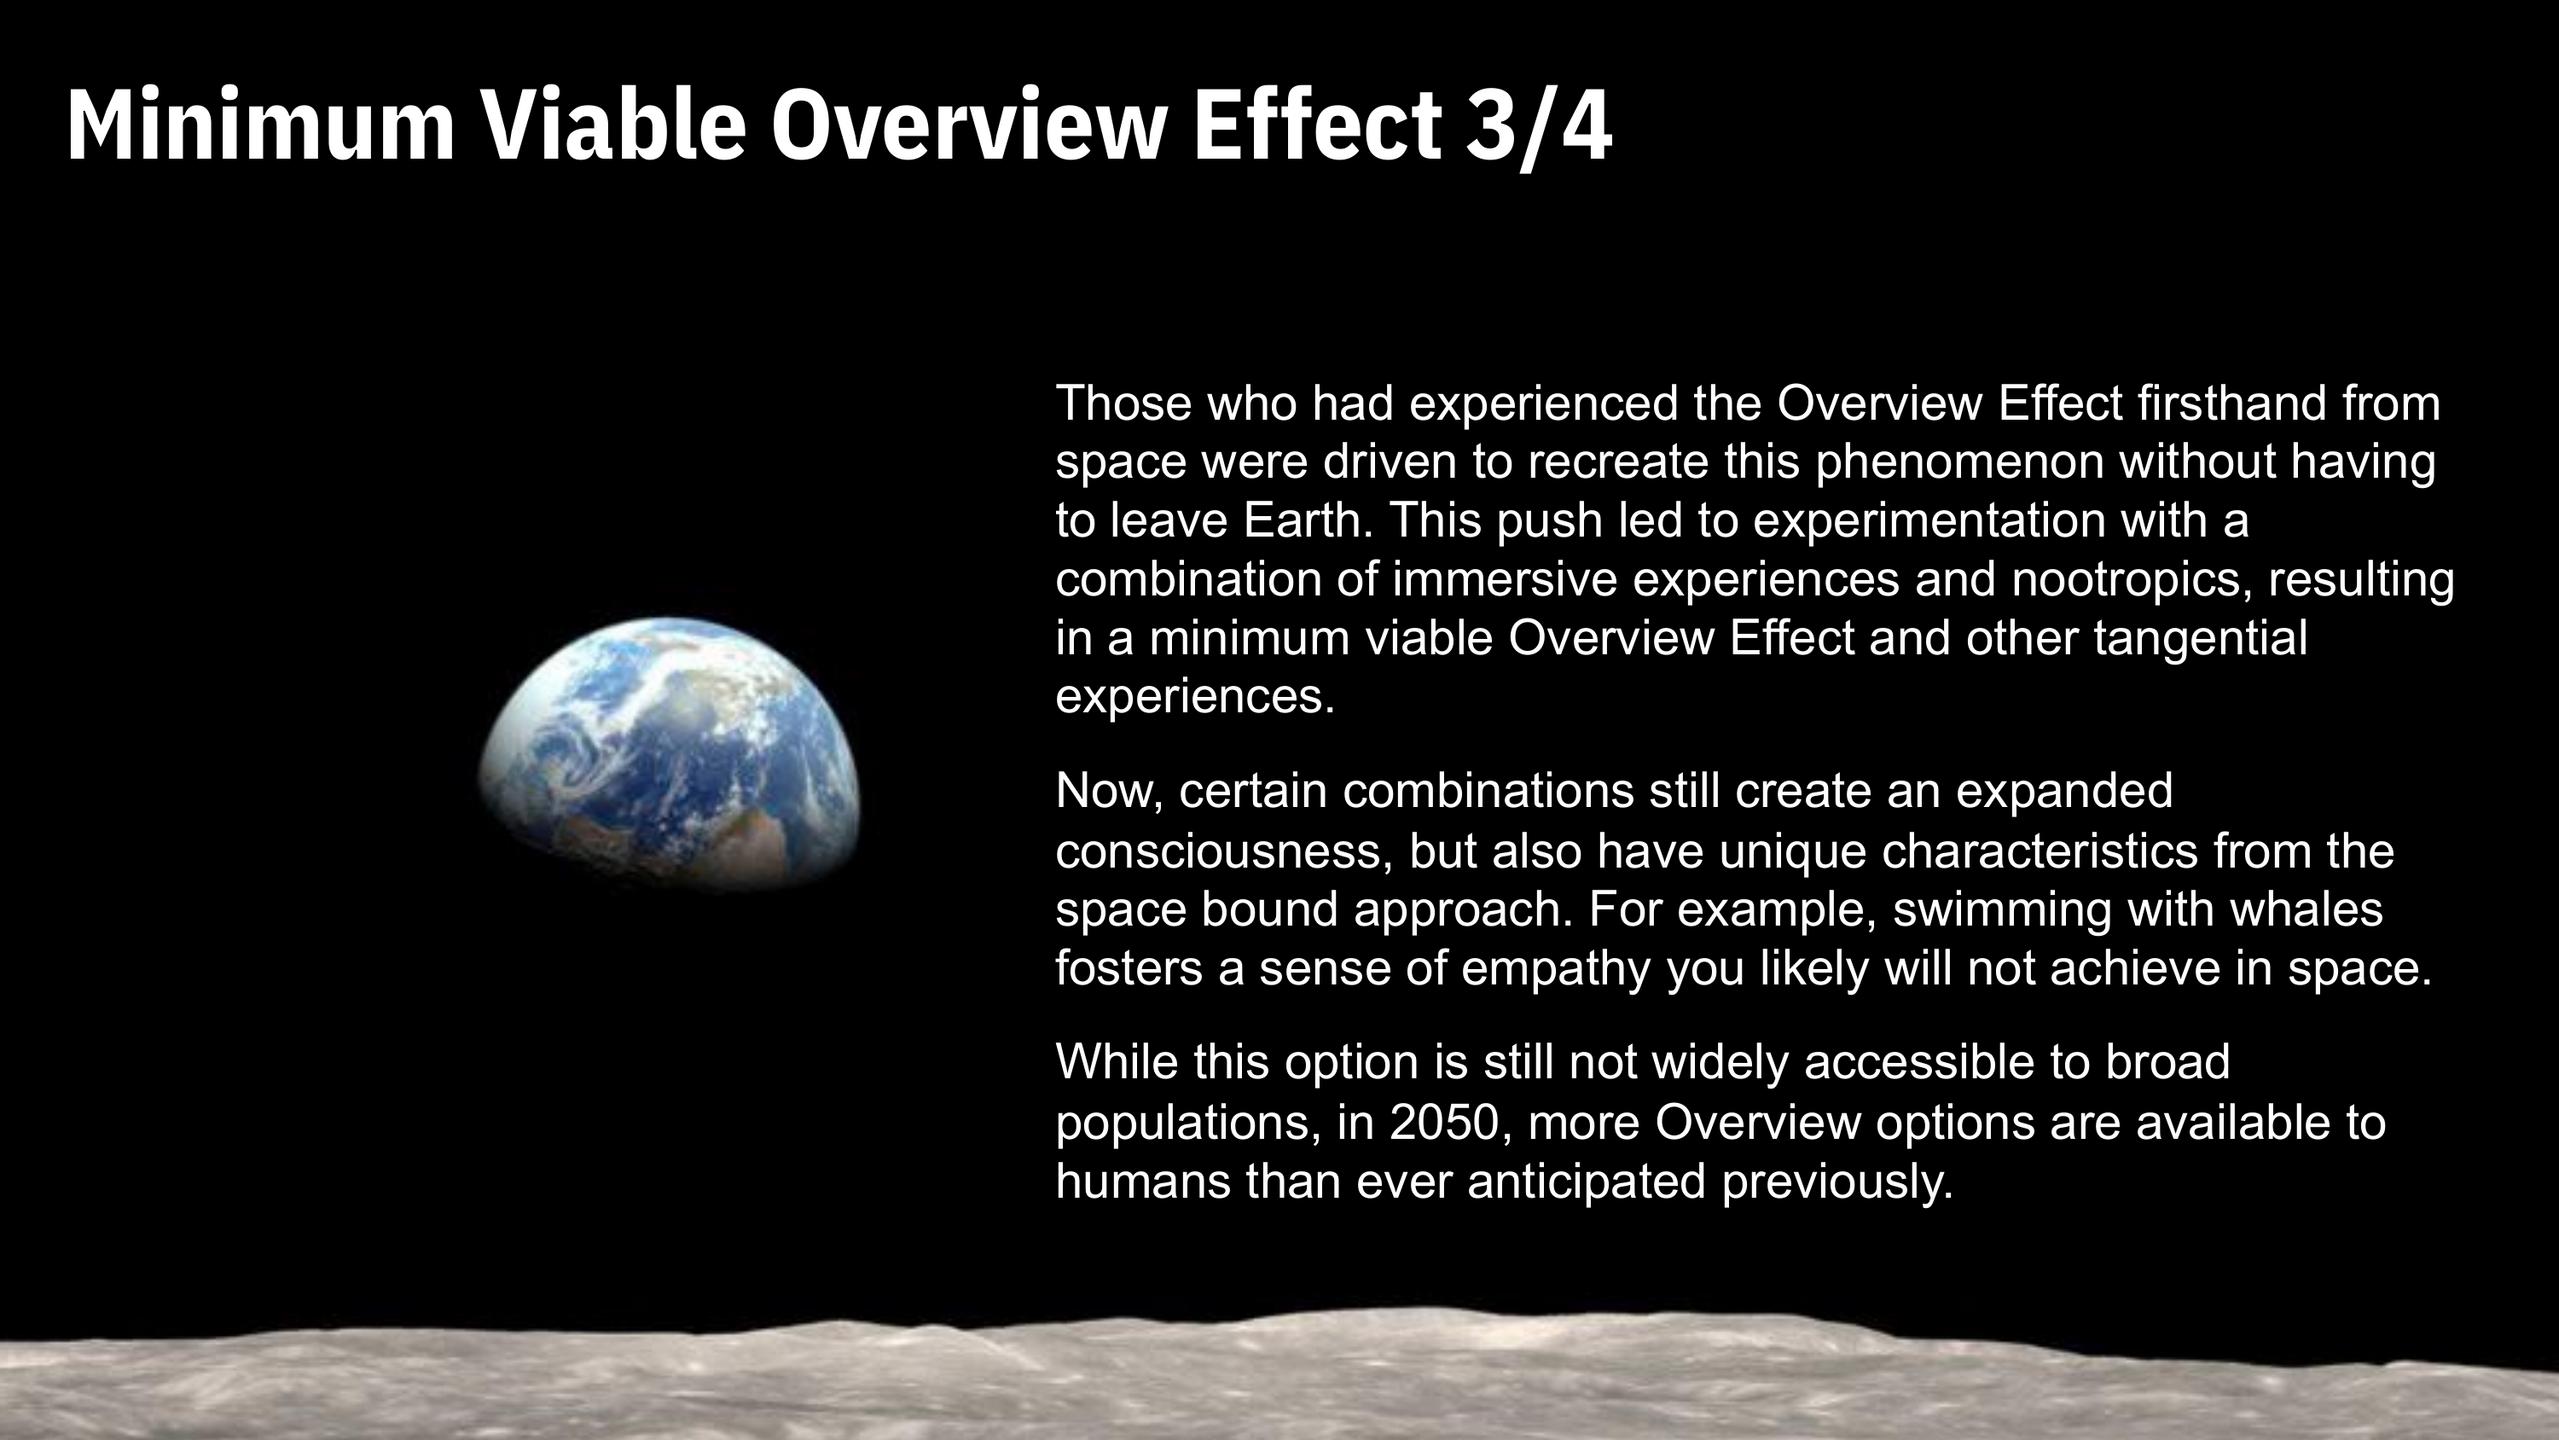 Minimum Viable Overview Effect 3/4
Those who had experienced the Overview Effect firsthand from
space were driven to recreate this phenomenon without having
to leave Earth. This push led to experimentation with a
combination of immersive experiences and nootropics, resulting
in a minimum viable Overview Effect and other tangential
experiences.
Now, certain combinations still create an expanded
consciousness, but also have unique characteristics from the
space bound approach. For example, swimming with whales
fosters a sense of empathy you likely will not achieve in space.
While this option is still not widely accessible to broad
populations, in 2050, more Overview options are available to
humans than ever anticipated previously.